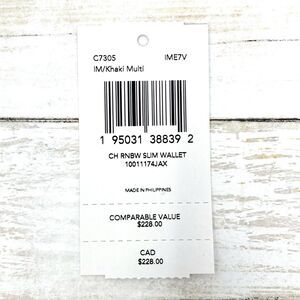 C7305 IME7V
IM/Khaki Multi
1 95031 38839 2
CH RNBW SLIM WALLET
10011174JAX
MADE IN PHILIPPINES
COMPARABLE VALUE
$228.00
CAD
$228.00